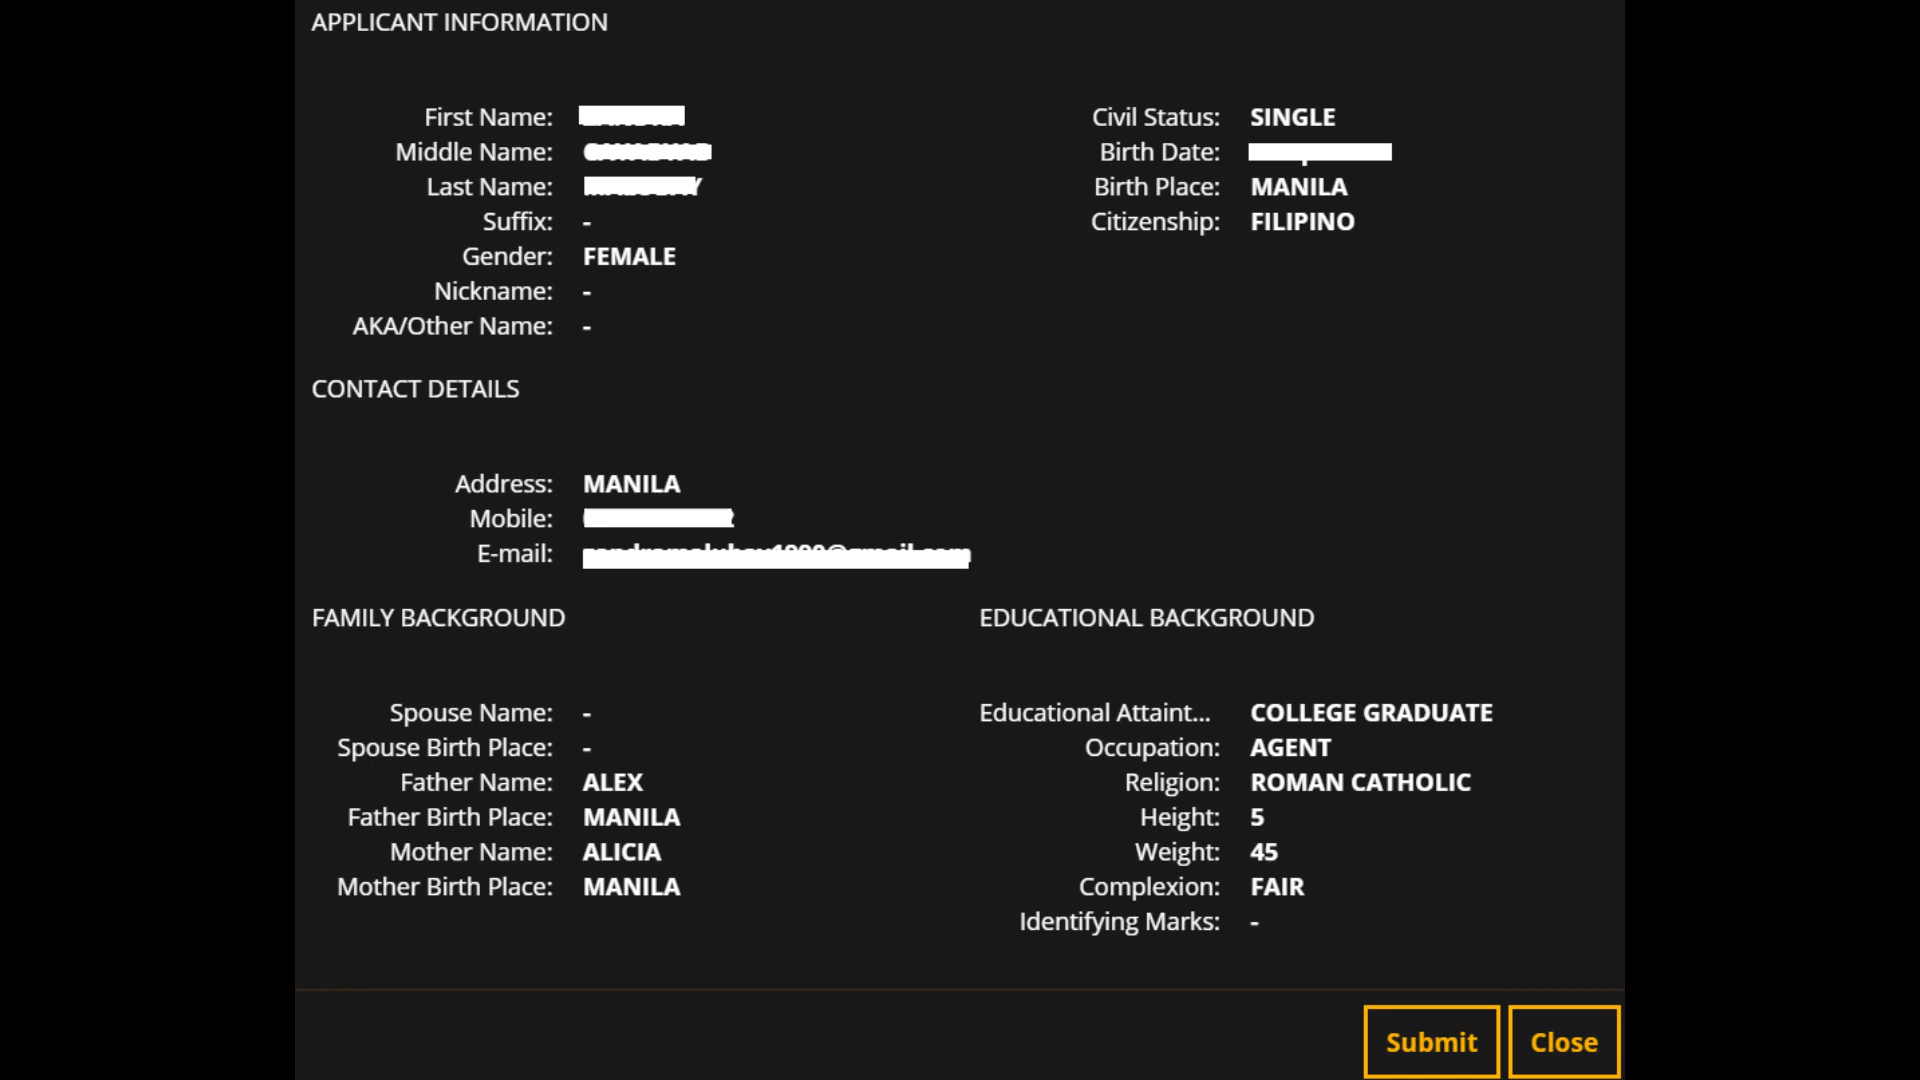 APPLICANT INFORMATION
First Name:
Middle Name:
Last Name:
Suffix: -
Gender: FEMALE
Nickname: -
AKA/Other Name: -
Civil Status: SINGLE
Birth Date:
Birth Place: MANILA
Citizenship: FILIPINO
CONTACT DETAILS
Address: MANILA
Mobile:
E-mail:
FAMILY BACKGROUND
Spouse Name: -
Spouse Birth Place: -
Father Name: ALEX
Father Birth Place: MANILA
Mother Name: ALICIA
Mother Birth Place: MANILA
EDUCATIONAL BACKGROUND
Educational Attaint... COLLEGE GRADUATE
Occupation: AGENT
Religion: ROMAN CATHOLIC
Height: 5
Weight: 45
Complexion: FAIR
Identifying Marks: -
Submit
Close